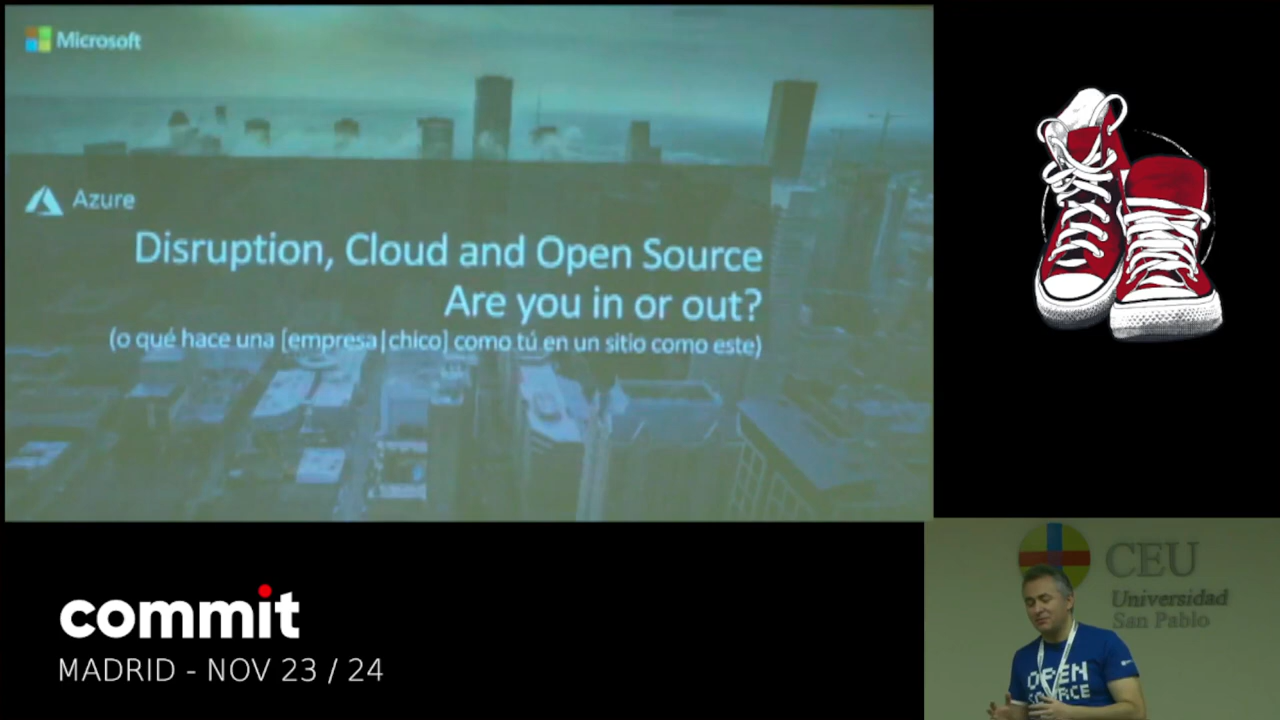 Microsoft
Azure
Disruption, Cloud and Open Source
Are you in or out?
(o qué hace una [empresa|chico] como tú en un sitio como este)
commit
MADRID - NOV 23 / 24
CEU
Universidad
San Pablo
OPEN
SOURCE